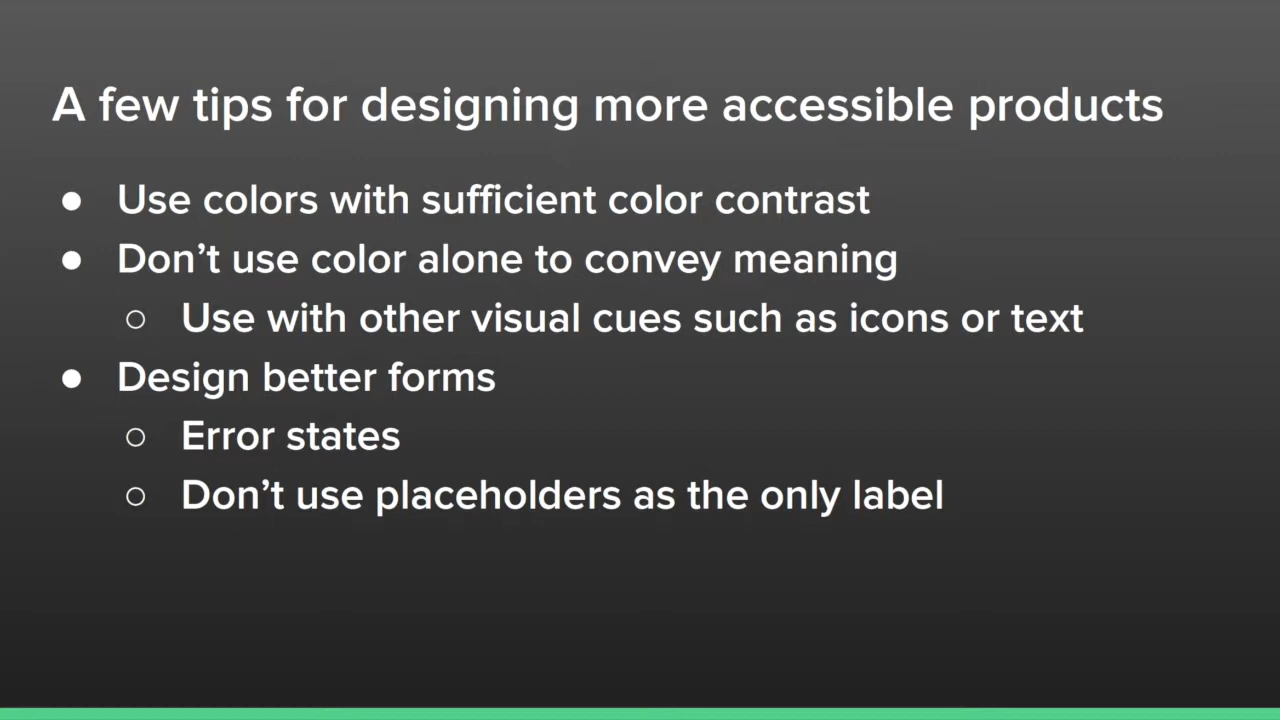 A few tips for designing more accessible products
● Use colors with sufficient color contrast
● Don’t use color alone to convey meaning
○ Use with other visual cues such as icons or text
● Design better forms
○ Error states
○ Don’t use placeholders as the only label